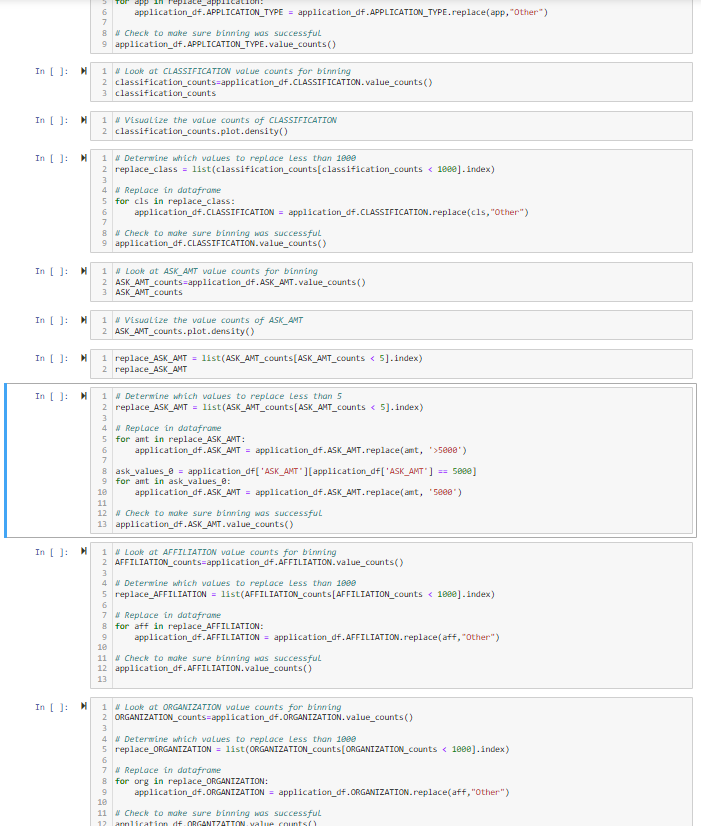 5 for app in replace_application:
6 application_df.APPLICATION_TYPE = application_df.APPLICATION_TYPE.replace(app,"Other")
7
8 # Check to make sure binning was successful
9 application_df.APPLICATION_TYPE.value_counts()
In [ ]:
1 # Look at CLASSIFICATION value counts for binning
2 classification_counts=application_df.CLASSIFICATION.value_counts()
3 classification_counts
In [ ]:
1 # Visualize the value counts of CLASSIFICATION
2 classification_counts.plot.density()
In [ ]:
1 # Determine which values to replace less than 1000
2 replace_class = list(classification_counts[classification_counts < 1000].index)
3
4 # Replace in dataframe
5 for cls in replace_class:
6 application_df.CLASSIFICATION = application_df.CLASSIFICATION.replace(cls,"Other")
7
8 # Check to make sure binning was successful
9 application_df.CLASSIFICATION.value_counts()
In [ ]:
1 # Look at ASK_AMT value counts for binning
2 ASK_AMT_counts=application_df.ASK_AMT.value_counts()
3 ASK_AMT_counts
In [ ]:
1 # Visualize the value counts of ASK_AMT
2 ASK_AMT_counts.plot.density()
In [ ]:
1 replace_ASK_AMT = list(ASK_AMT_counts[ASK_AMT_counts < 5].index)
2 replace_ASK_AMT
In [ ]:
1 # Determine which values to replace less than 5
2 replace_ASK_AMT = list(ASK_AMT_counts[ASK_AMT_counts < 5].index)
3
4 # Replace in dataframe
5 for amt in replace_ASK_AMT:
6 application_df.ASK_AMT = application_df.ASK_AMT.replace(amt, '>5000')
7
8 ask_values_0 = application_df['ASK_AMT'][application_df['ASK_AMT'] == 5000]
9 for amt in ask_values_0:
10 application_df.ASK_AMT = application_df.ASK_AMT.replace(amt, '5000')
11
12 # Check to make sure binning was successful
13 application_df.ASK_AMT.value_counts()
In [ ]:
1 # Look at AFFILIATION value counts for binning
2 AFFILIATION_counts=application_df.AFFILIATION.value_counts()
3
4 # Determine which values to replace less than 1000
5 replace_AFFILIATION = list(AFFILIATION_counts[AFFILIATION_counts < 1000].index)
6
7 # Replace in dataframe
8 for aff in replace_AFFILIATION:
9 application_df.AFFILIATION = application_df.AFFILIATION.replace(aff,"Other")
10
11 # Check to make sure binning was successful
12 application_df.AFFILIATION.value_counts()
13
In [ ]:
1 # Look at ORGANIZATION value counts for binning
2 ORGANIZATION_counts=application_df.ORGANIZATION.value_counts()
3
4 # Determine which values to replace less than 1000
5 replace_ORGANIZATION = list(ORGANIZATION_counts[ORGANIZATION_counts < 1000].index)
6
7 # Replace in dataframe
8 for org in replace_ORGANIZATION:
9 application_df.ORGANIZATION = application_df.ORGANIZATION.replace(aff,"Other")
10
11 # Check to make sure binning was successful
12 application_df.ORGANIZATION.value_counts()